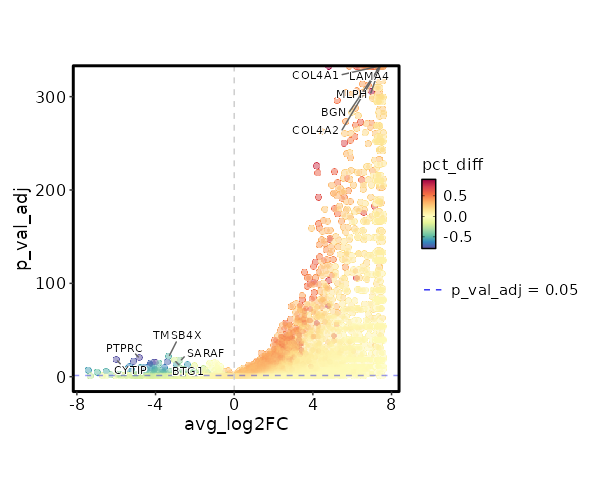 COL4A1
LAMA4
MLPH
BGN
COL4A2
TMSB4X
PTPRC
SARAF
CYTIP
BTG1
300
200
100
0
p_val_adj
-8
-4
0
4
8
avg_log2FC
pct_diff
0.5
0.0
-0.5
p_val_adj = 0.05